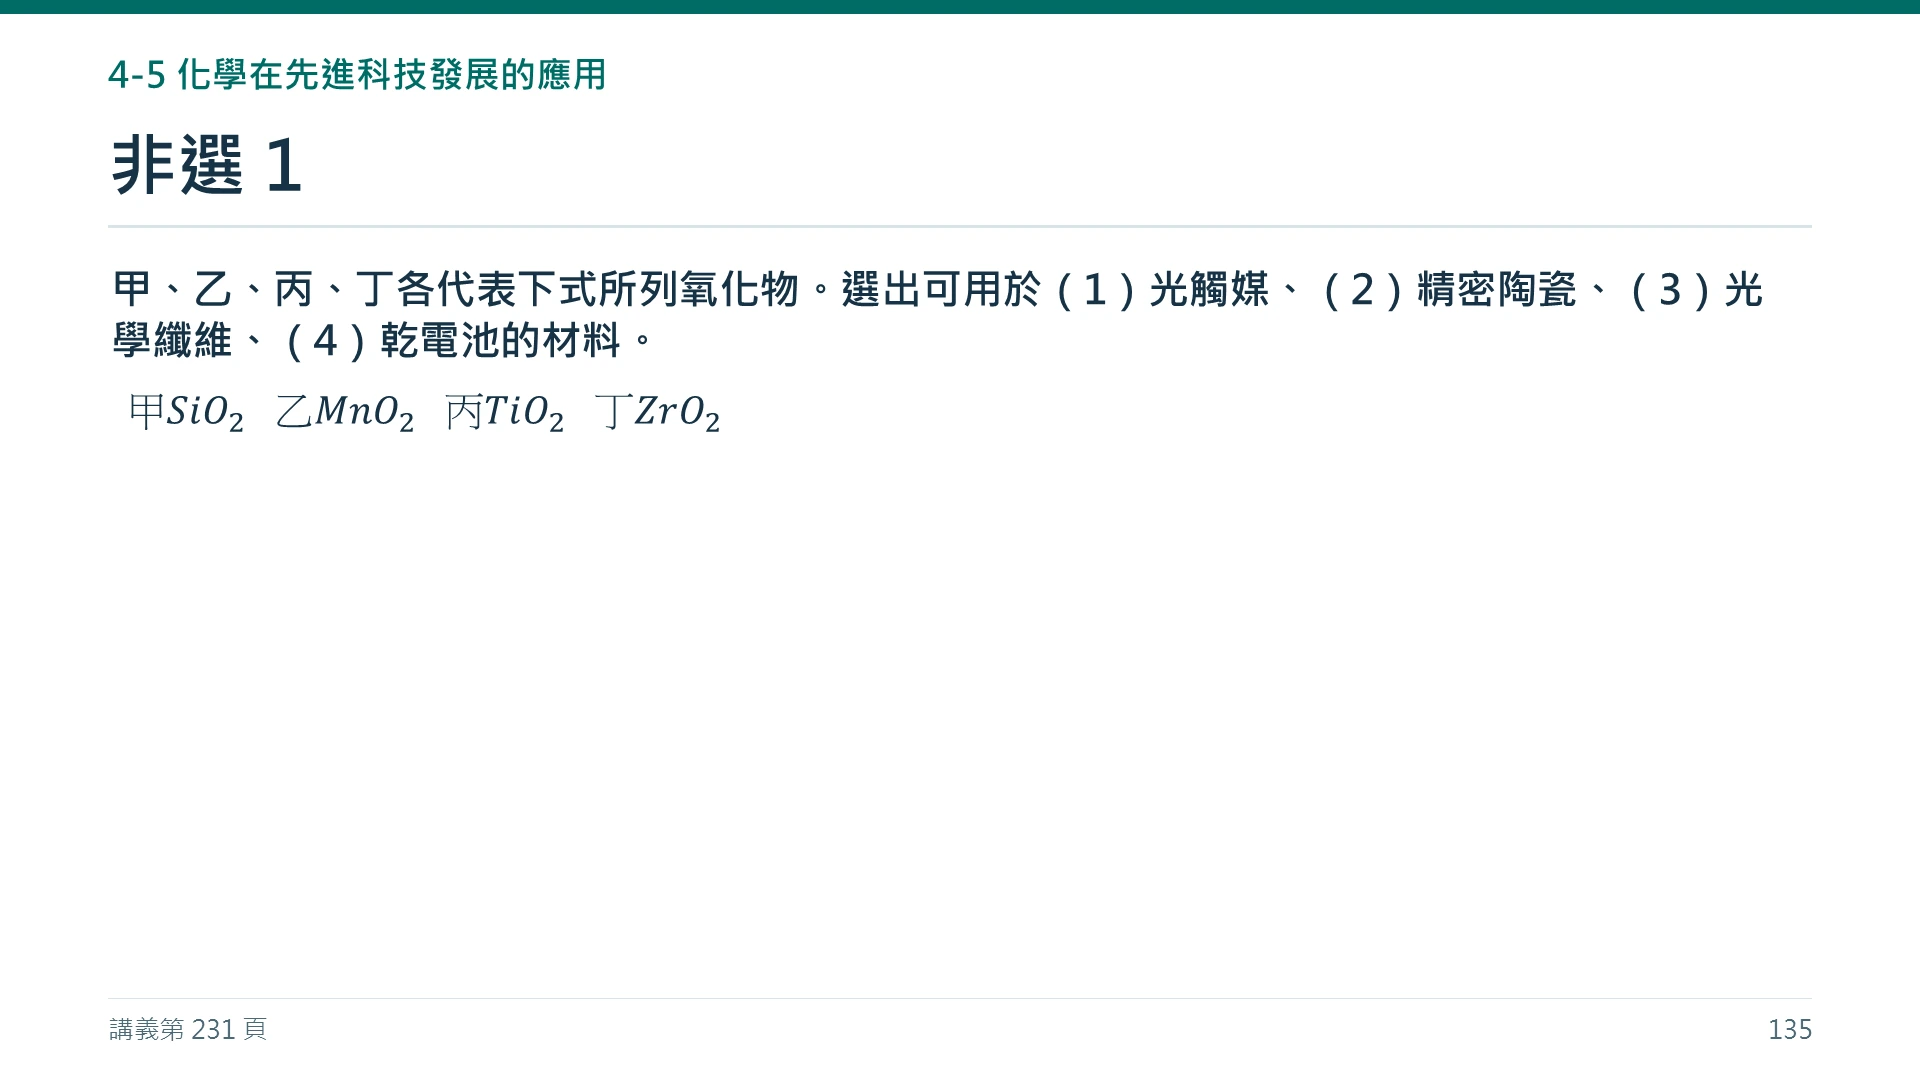 4-5 化學在先進科技發展的應用
非選 1
甲、乙、丙、丁各代表下式所列氧化物。選出可用於（1）光觸媒、（2）精密陶瓷、（3）光
學纖維、（4）乾電池的材料。
甲SiO₂ 乙MnO₂ 丙TiO₂ 丁ZrO₂
講義第 231 頁
135